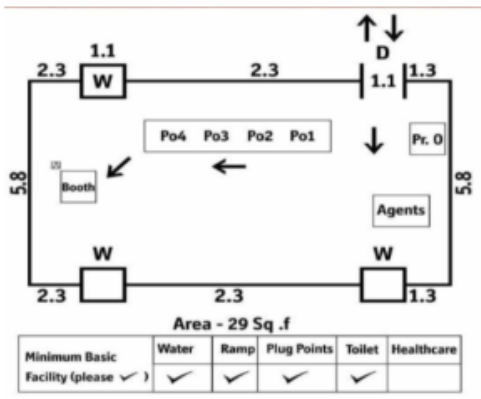 D
1.1
2.3 W 2.3 1.1 1.3
Po4 Po3 Po2 Po1
Pr. O
5.8 Booth 5.8
Agents
W W
2.3 2.3 1.3
Area - 29 Sq .f
Minimum Basic
Facility (please ✓ ) Water Ramp Plug Points Toilet Healthcare
✓ ✓ ✓ ✓